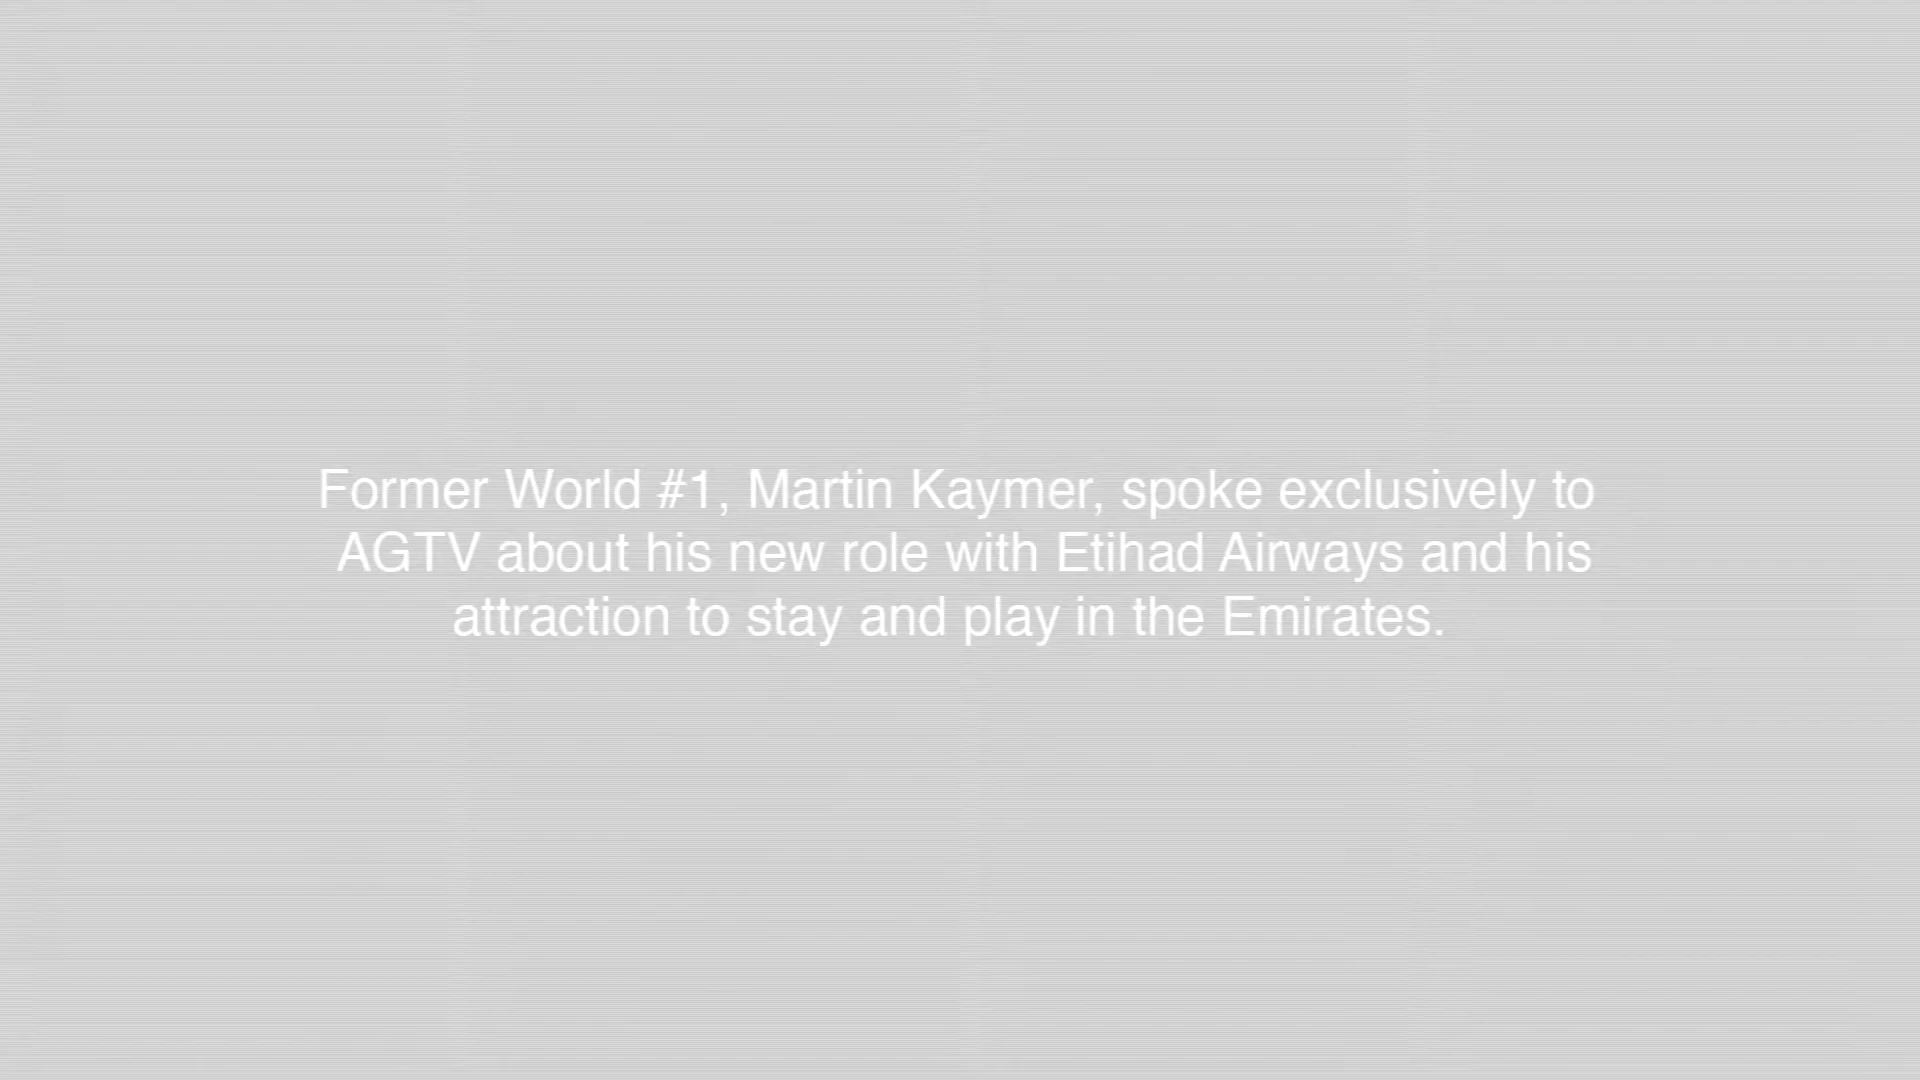 Former World #1, Martin Kaymer, spoke exclusively to
AGTV about his new role with Etihad Airways and his
attraction to stay and play in the Emirates.